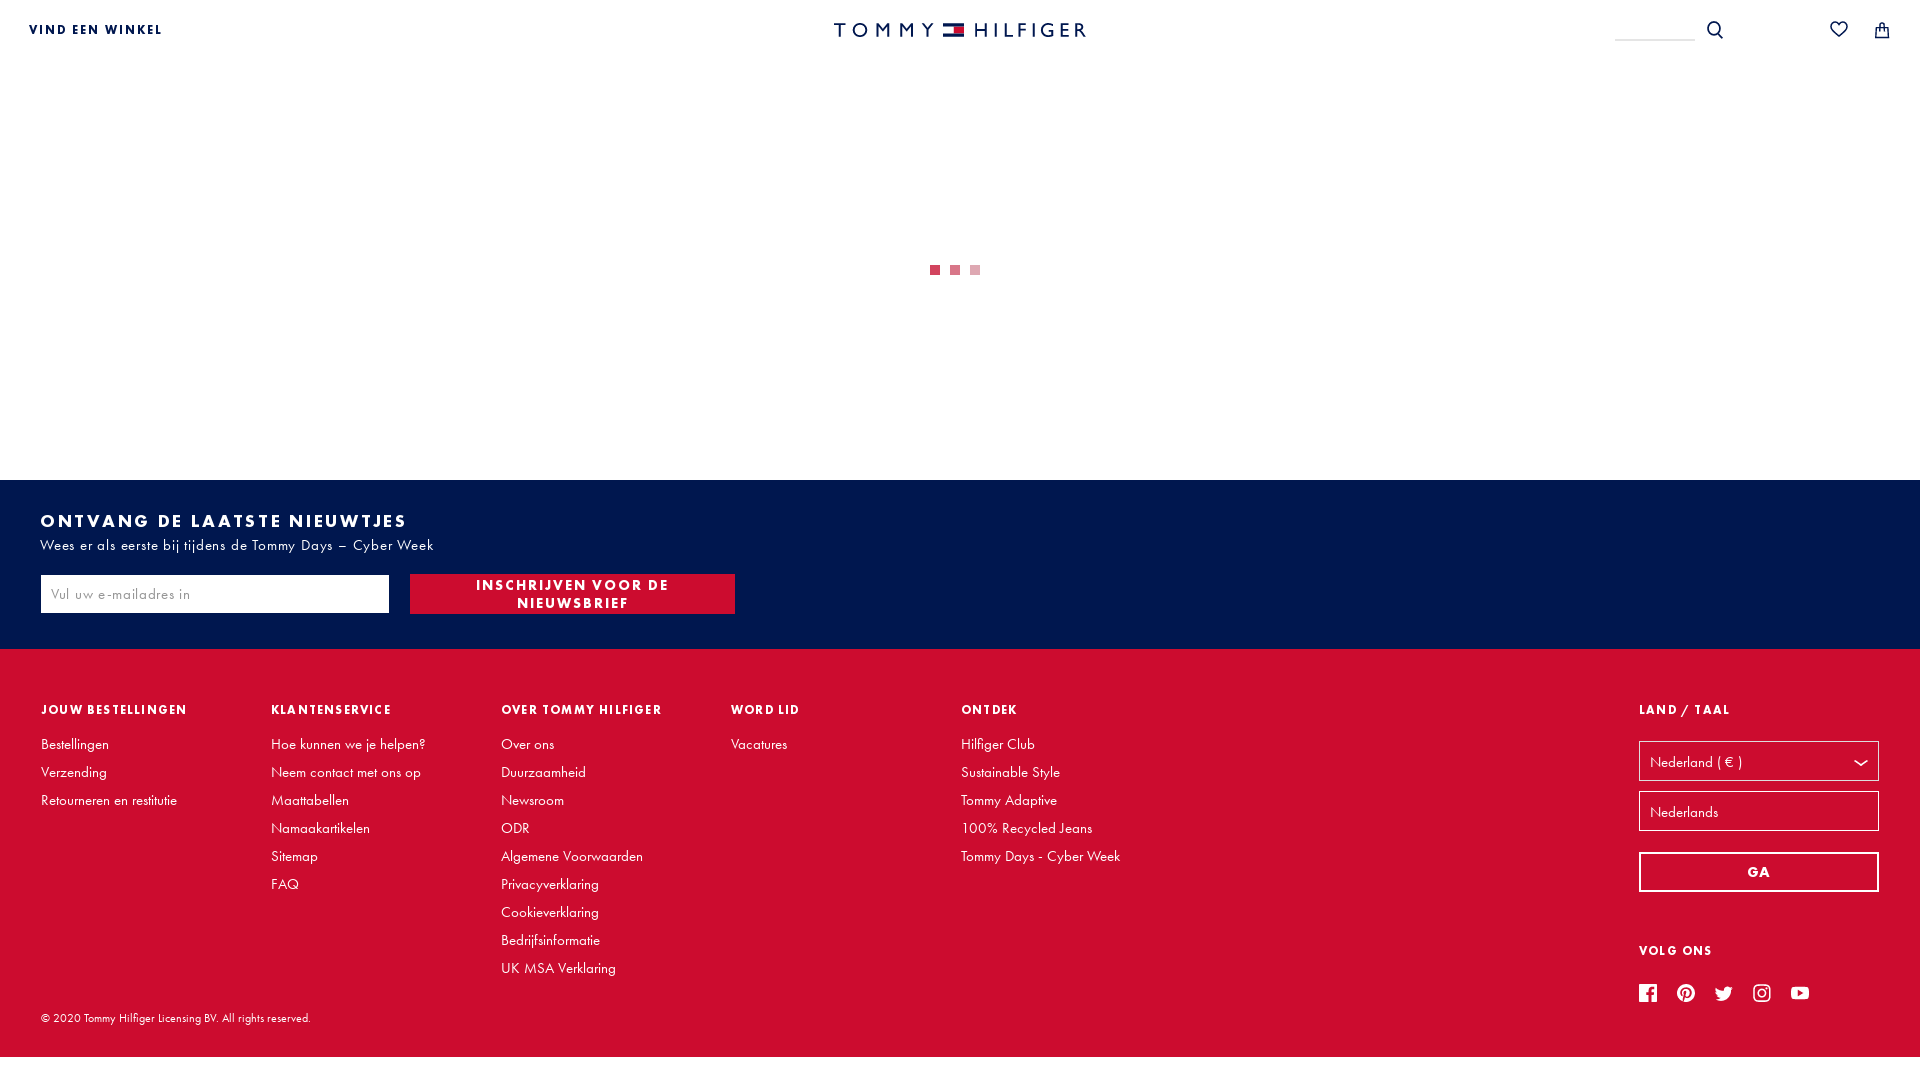 VIND EEN WINKEL
TOMMY HILFIGER
ONTVANG DE LAATSTE NIEUWTJES
Wees er als eerste bij tijdens de Tommy Days – Cyber Week
Vul uw e-mailadres in
INSCHRIJVEN VOOR DE
NIEUWSBRIEF
JOUW BESTELLINGEN
Bestellingen
Verzending
Retourneren en restitutie
KLANTENSERVICE
Hoe kunnen we je helpen?
Neem contact met ons op
Maattabellen
Namaakartikelen
Sitemap
FAQ
OVER TOMMY HILFIGER
Over ons
Duurzaamheid
Newsroom
ODR
Algemene Voorwaarden
Privacyverklaring
Cookieverklaring
Bedrijfsinformatie
UK MSA Verklaring
WORD LID
Vacatures
ONTDEK
Hilfiger Club
Sustainable Style
Tommy Adaptive
100% Recycled Jeans
Tommy Days - Cyber Week
LAND / TAAL
Nederland ( € )
Nederlands
GA
VOLG ONS
© 2020 Tommy Hilfiger Licensing BV. All rights reserved.